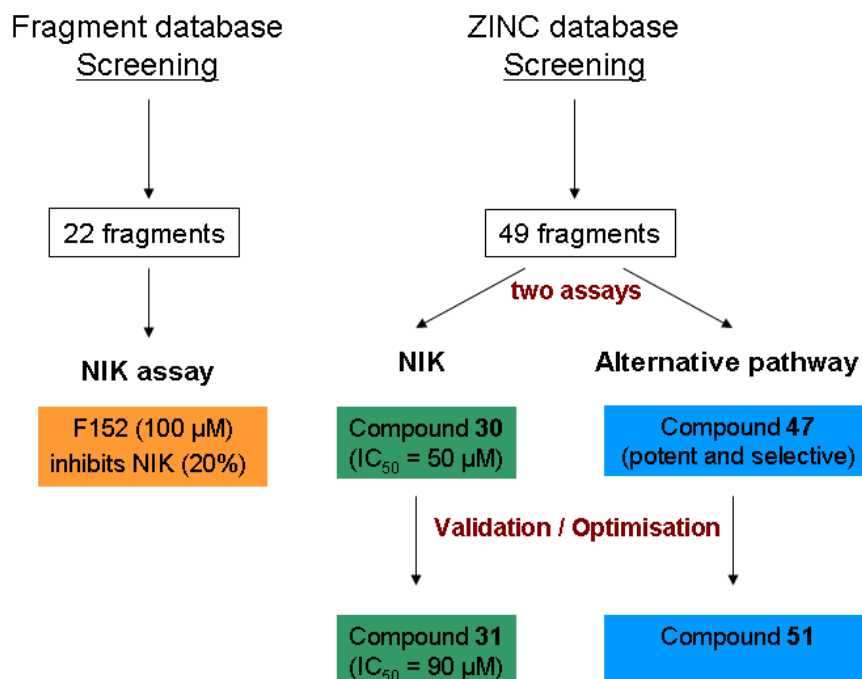 Fragment database
Screening
22 fragments
NIK assay
F152 (100 µM)
inhibits NIK (20%)
ZINC database
Screening
49 fragments
two assays
NIK
Alternative pathway
Compound 30
(IC50 = 50 µM)
Compound 47
(potent and selective)
Validation / Optimisation
Compound 31
(IC50 = 90 µM)
Compound 51